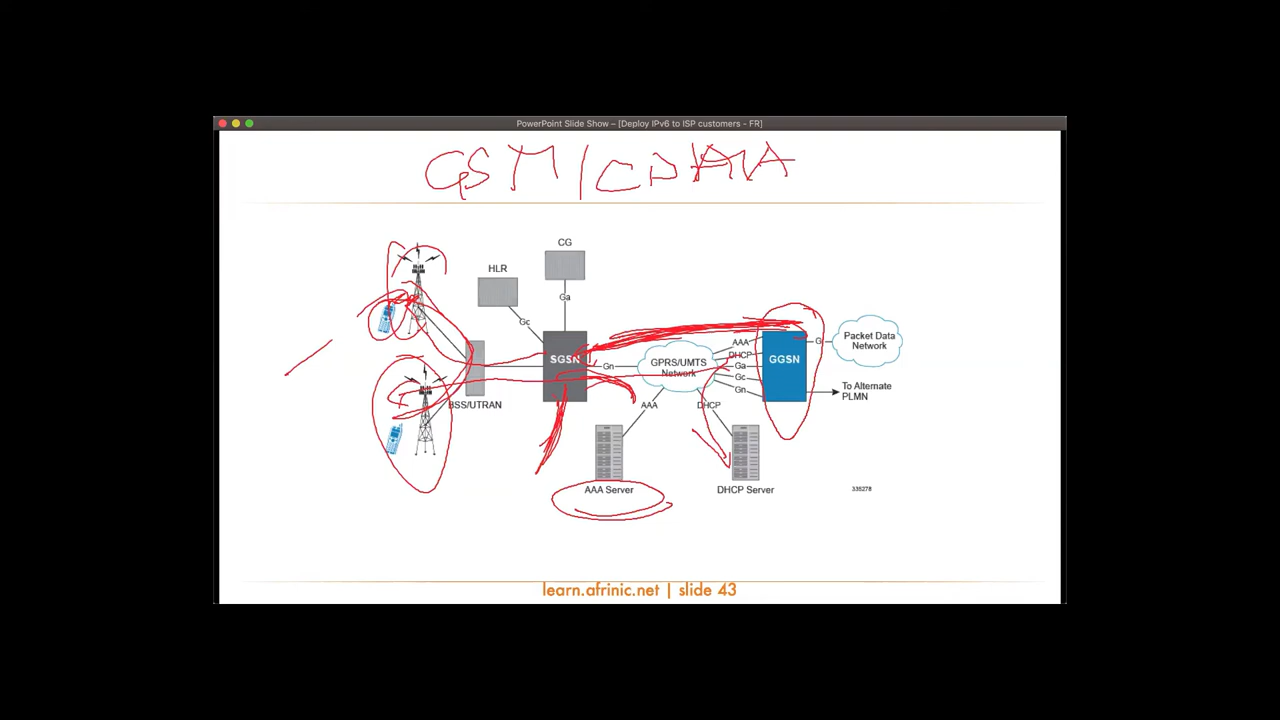 PowerPoint Slide Show – [Deploy IPv6 to ISP customers - FR]
GSM/CDMA
CG
HLR
Ga
Gc
SGSN
Gn
GPRS/UMTS
Network
AAA
DHCP
Ga
Gc
Gn
GGSN
G
Packet Data
Network
To Alternate
PLMN
BSS/UTRAN
AAA
DHCP
AAA Server
DHCP Server
335278
learn.afrinic.net | slide 43